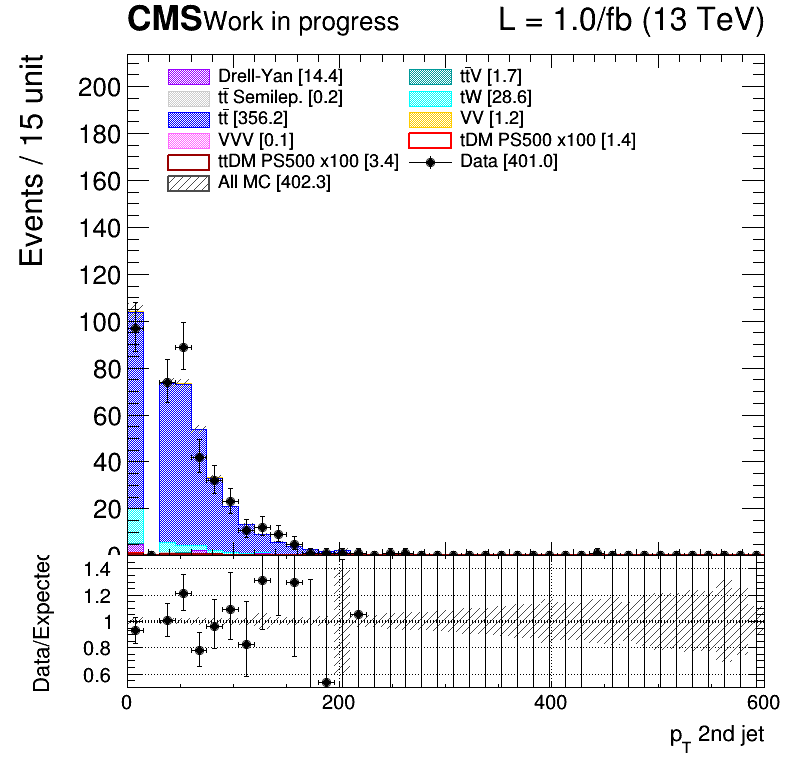 CMS Work in progress L = 1.0/fb (13 TeV)
Events / 15 unit
200
180
160
140
120
100
80
60
40
20
0
Drell-Yan [14.4] tt̄V [1.7]
tt̄ Semilep. [0.2] tW [28.6]
tt̄ [356.2] VV [1.2]
VVV [0.1] tDM PS500 x100 [1.4]
ttDM PS500 x100 [3.4] Data [401.0]
All MC [402.3]
Data/Expected
1.4
1.2
1
0.8
0.6
0 200 400 600
p_T 2nd jet